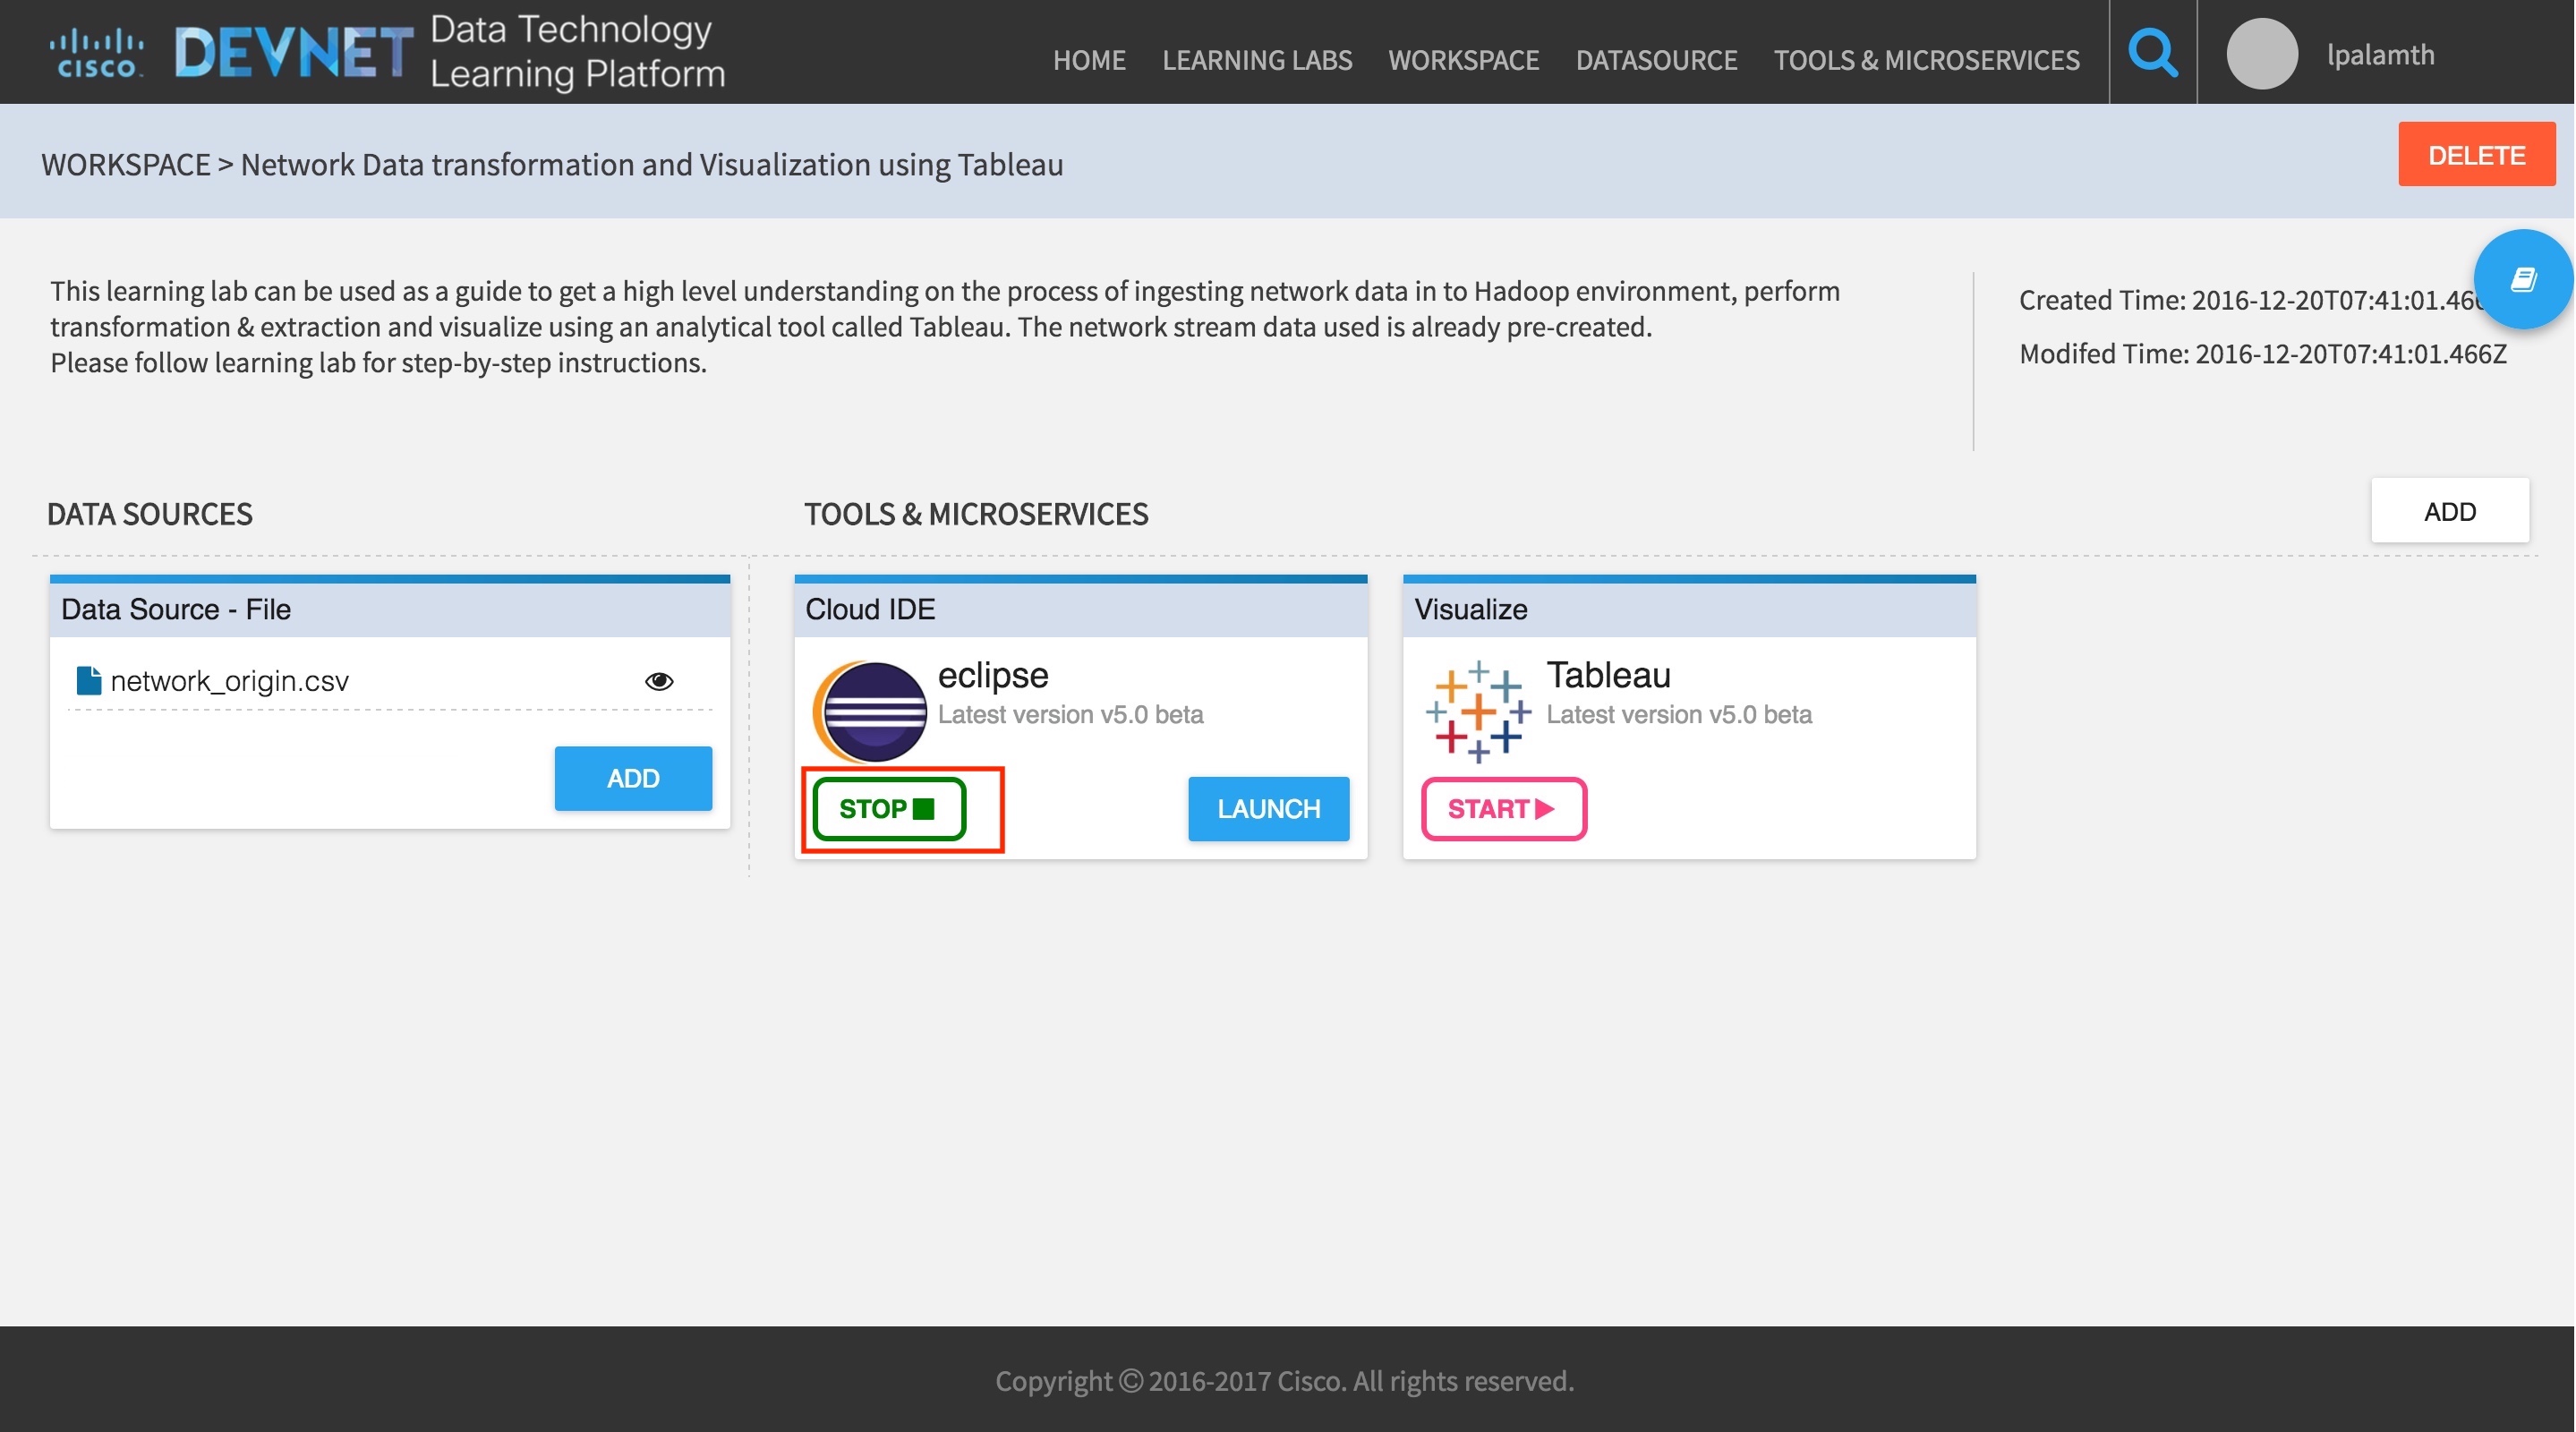 CISCO
DEVNET
Data Technology
Learning Platform
HOME
LEARNING LABS
WORKSPACE
DATASOURCE
TOOLS & MICROSERVICES
lpalamth
WORKSPACE > Network Data transformation and Visualization using Tableau
DELETE
This learning lab can be used as a guide to get a high level understanding on the process of ingesting network data in to Hadoop environment, perform
transformation & extraction and visualize using an analytical tool called Tableau. The network stream data used is already pre-created.
Please follow learning lab for step-by-step instructions.
Created Time: 2016-12-20T07:41:01.46
Modifed Time: 2016-12-20T07:41:01.466Z
DATA SOURCES
TOOLS & MICROSERVICES
ADD
Data Source - File
network_origin.csv
ADD
Cloud IDE
eclipse
Latest version v5.0 beta
STOP
LAUNCH
Visualize
Tableau
Latest version v5.0 beta
START
Copyright © 2016-2017 Cisco. All rights reserved.